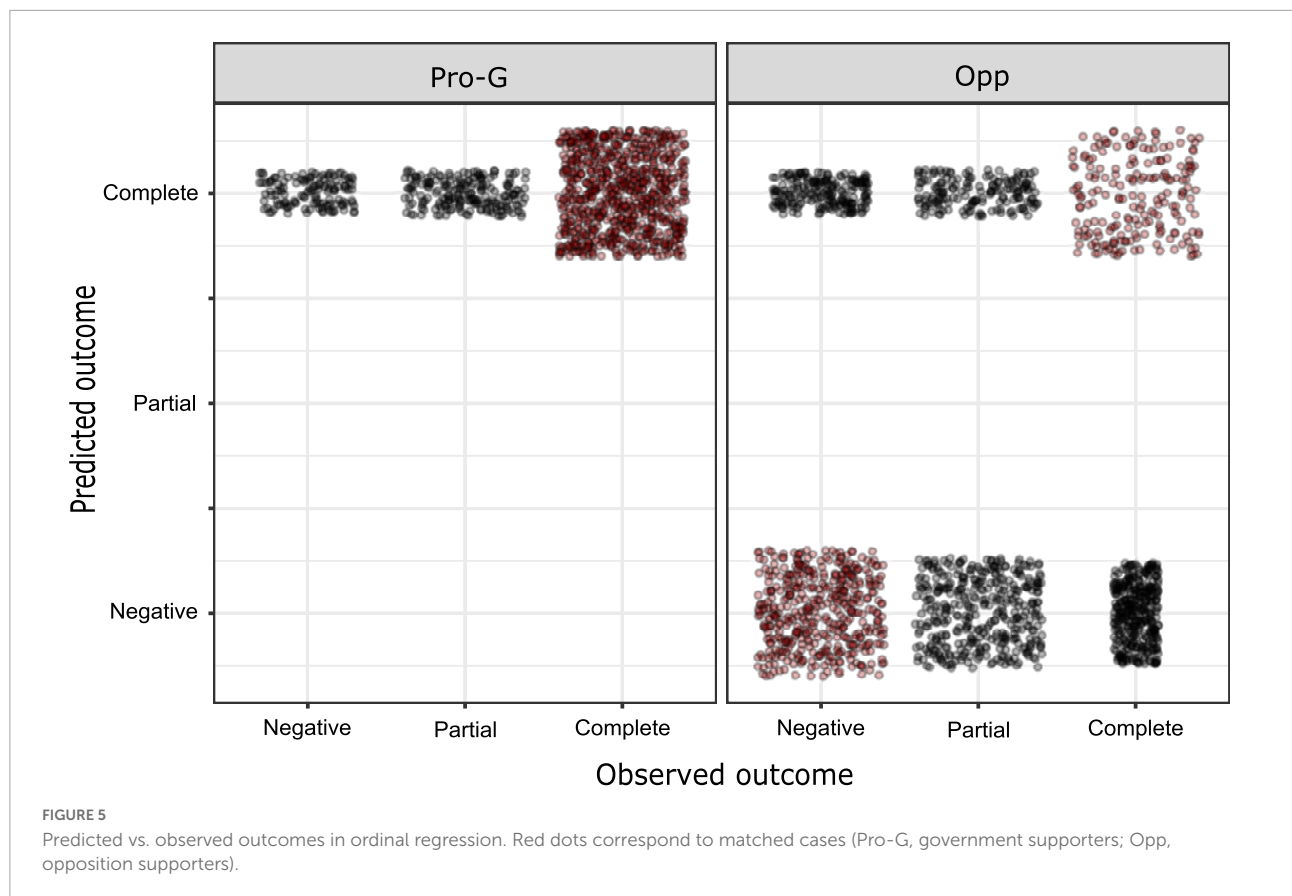 Pro-G
Opp
Predicted outcome
Complete
Partial
Negative
Negative Partial Complete
Negative Partial Complete
Observed outcome
FIGURE 5
Predicted vs. observed outcomes in ordinal regression. Red dots correspond to matched cases (Pro-G, government supporters; Opp,
opposition supporters).